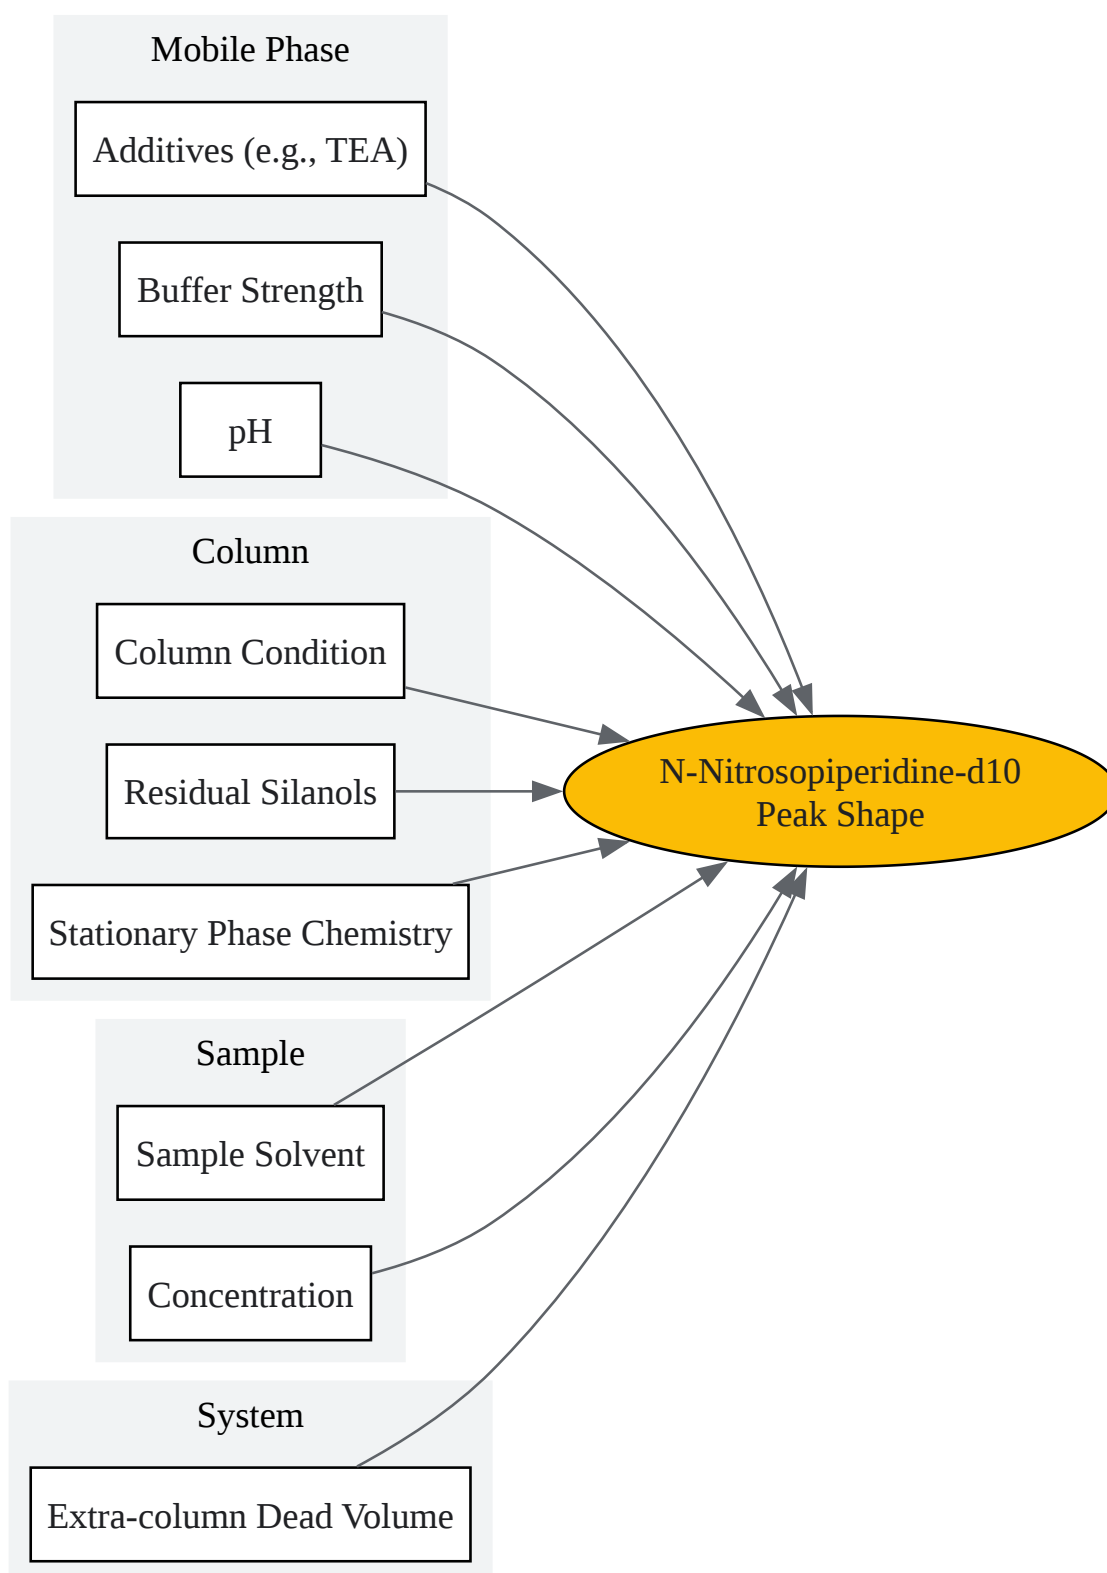 Mobile Phase
Additives (e.g., TEA)
Buffer Strength
pH
Column
Column Condition
Residual Silanols
Stationary Phase Chemistry
N-Nitrosopiperidine-d10
Peak Shape
Sample
Sample Solvent
Concentration
System
Extra-column Dead Volume